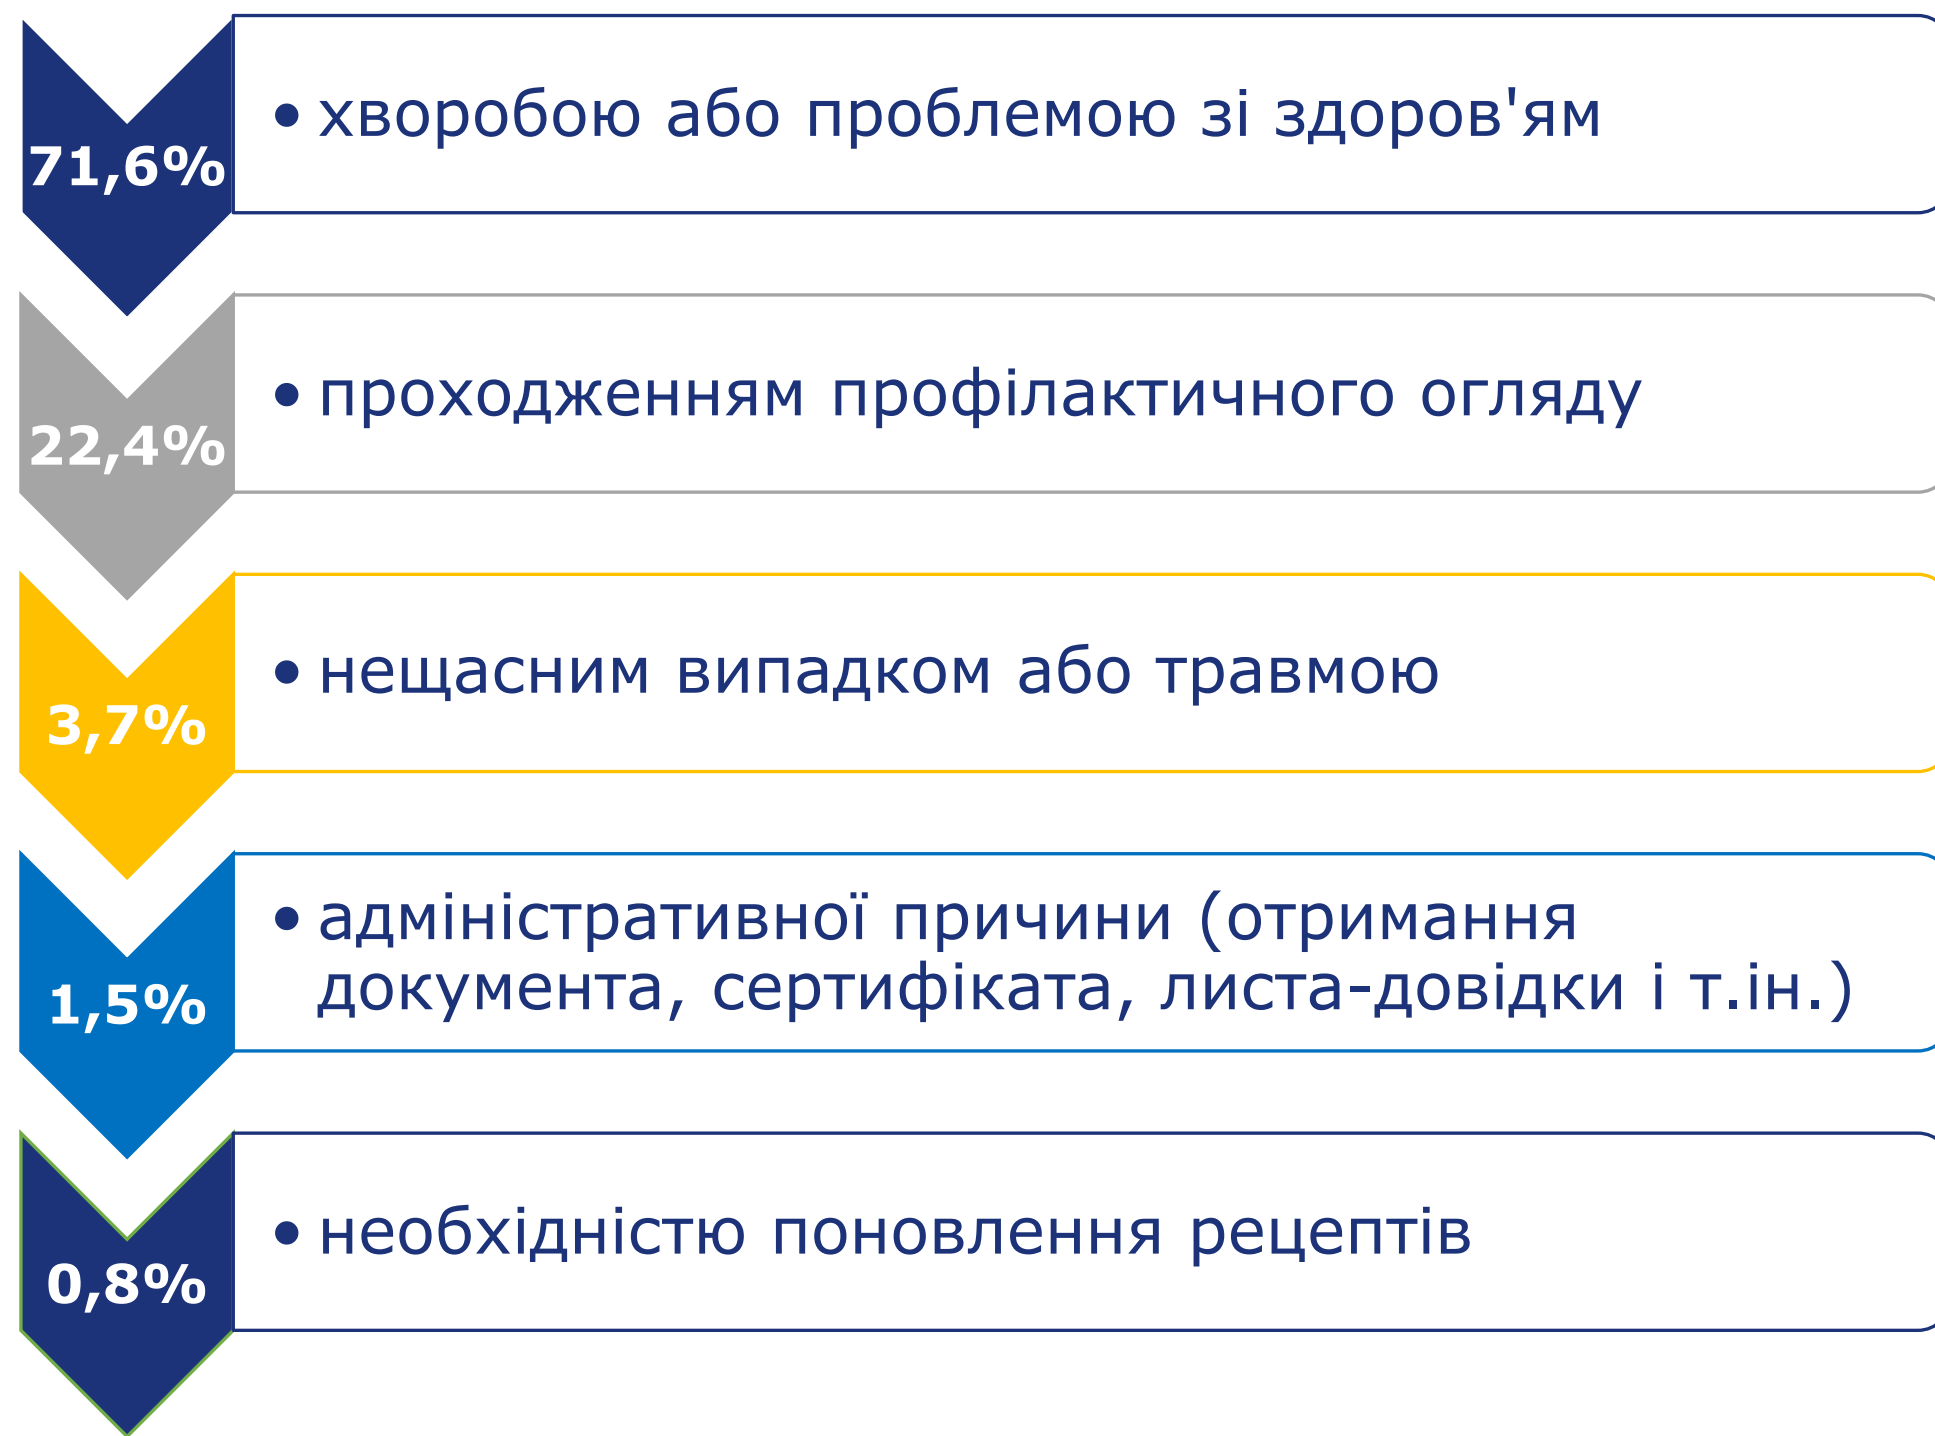 71,6%
• хворобою або проблемою зі здоров'ям
22,4%
• проходженням профілактичного огляду
3,7%
• нещасним випадком або травмою
1,5%
• адміністративної причини (отримання
документа, сертифіката, листа-довідки і т.ін.)
0,8%
• необхідністю поновлення рецептів